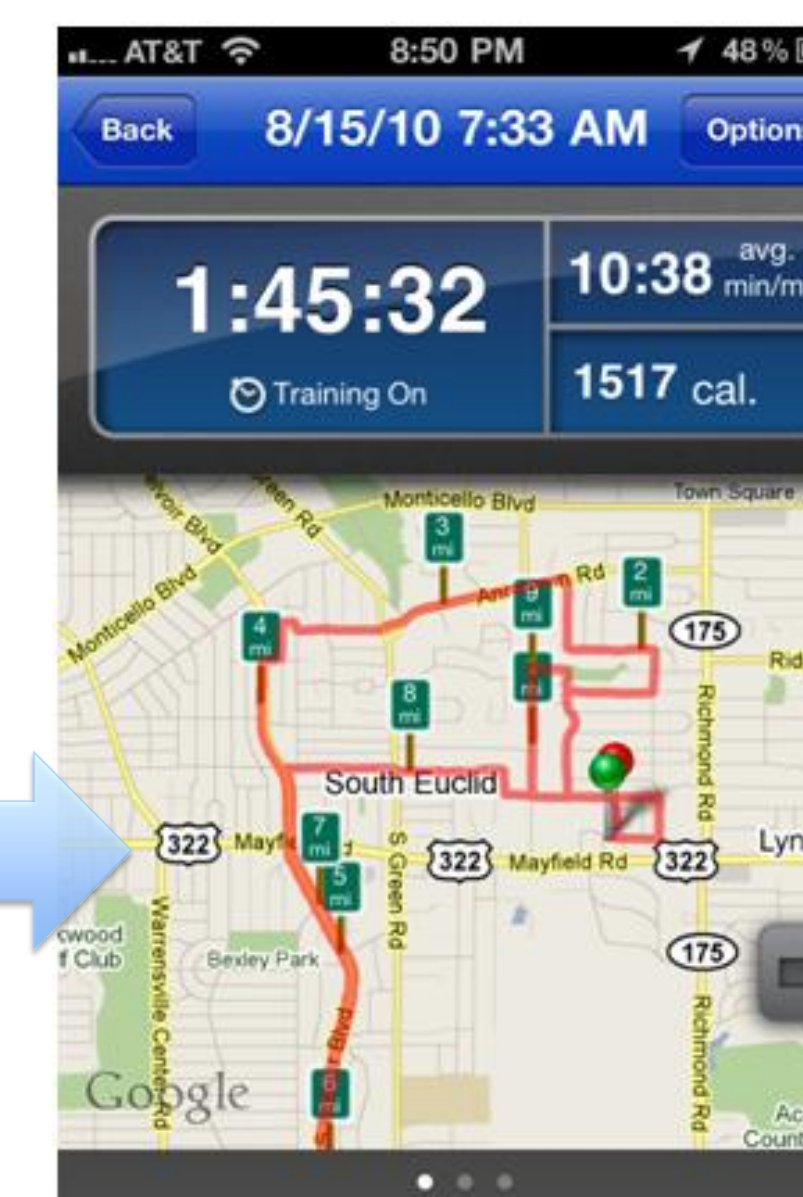 AT&T 8:50 PM 48%
Back 8/15/10 7:33 AM Option
1:45:32
Training On
10:38 avg.
min/m
1517 cal.
Green Rd
Monticello Blvd
Town Square
3
mi
Rd
2
mi
9
mi
Monticello Blvd
4
mi
175
Rid
8
mi
Richmond Rd
South Euclid
322
7
mi
S Green Rd
322
Mayfield Rd
322
Lyn
5
mi
Warrensville Center Rd
Bexley Park
175
Richmond Rd
Blvd
6
mi
Google